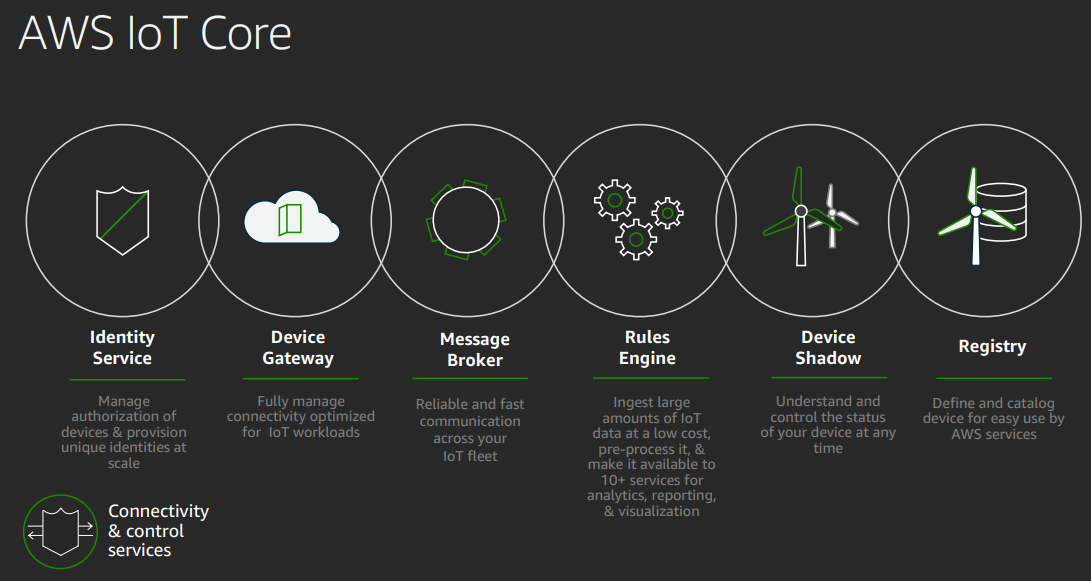 AWS IoT Core
Identity
Service
Manage
authorization of
devices & provision
unique identities at
scale
Device
Gateway
Fully manage
connectivity optimized
for IoT workloads
Message
Broker
Reliable and fast
communication
across your
IoT fleet
Rules
Engine
Ingest large
amounts of IoT
data at a low cost,
pre-process it, &
make it available to
10+ services for
analytics, reporting,
& visualization
Device
Shadow
Understand and
control the status
of your device at any
time
Registry
Define and catalog
device for easy use by
AWS services
Connectivity
& control
services